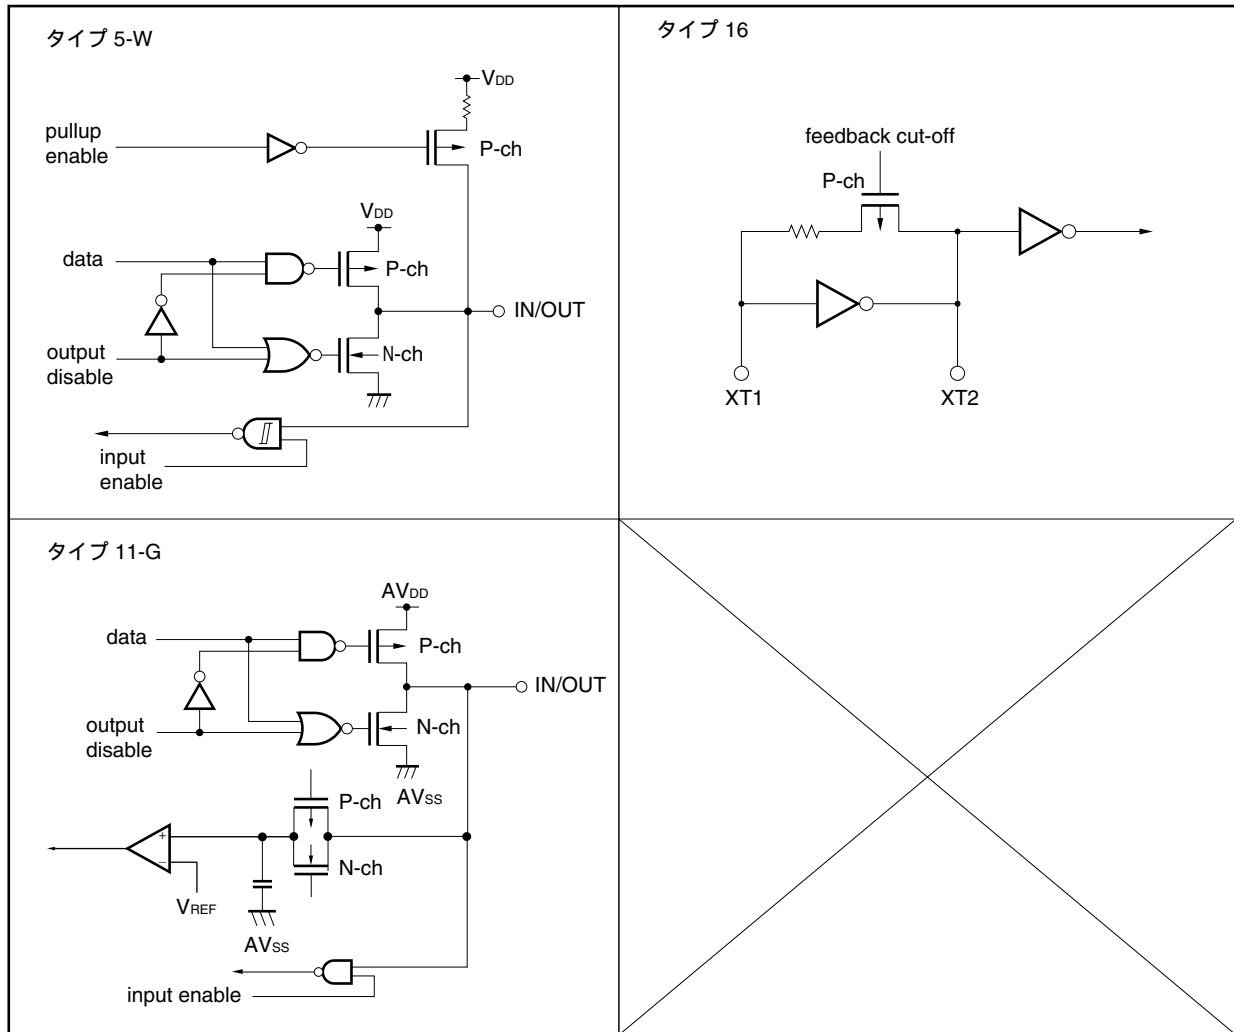 タイプ 5-W
VDD
pullup
enable
P-ch
VDD
data
P-ch
IN/OUT
output
disable
N-ch
input
enable
タイプ 16
feedback cut-off
P-ch
XT1
XT2
タイプ 11-G
AVDD
data
P-ch
IN/OUT
output
disable
N-ch
AVSS
P-ch
+
−
N-ch
VREF
AVSS
input enable